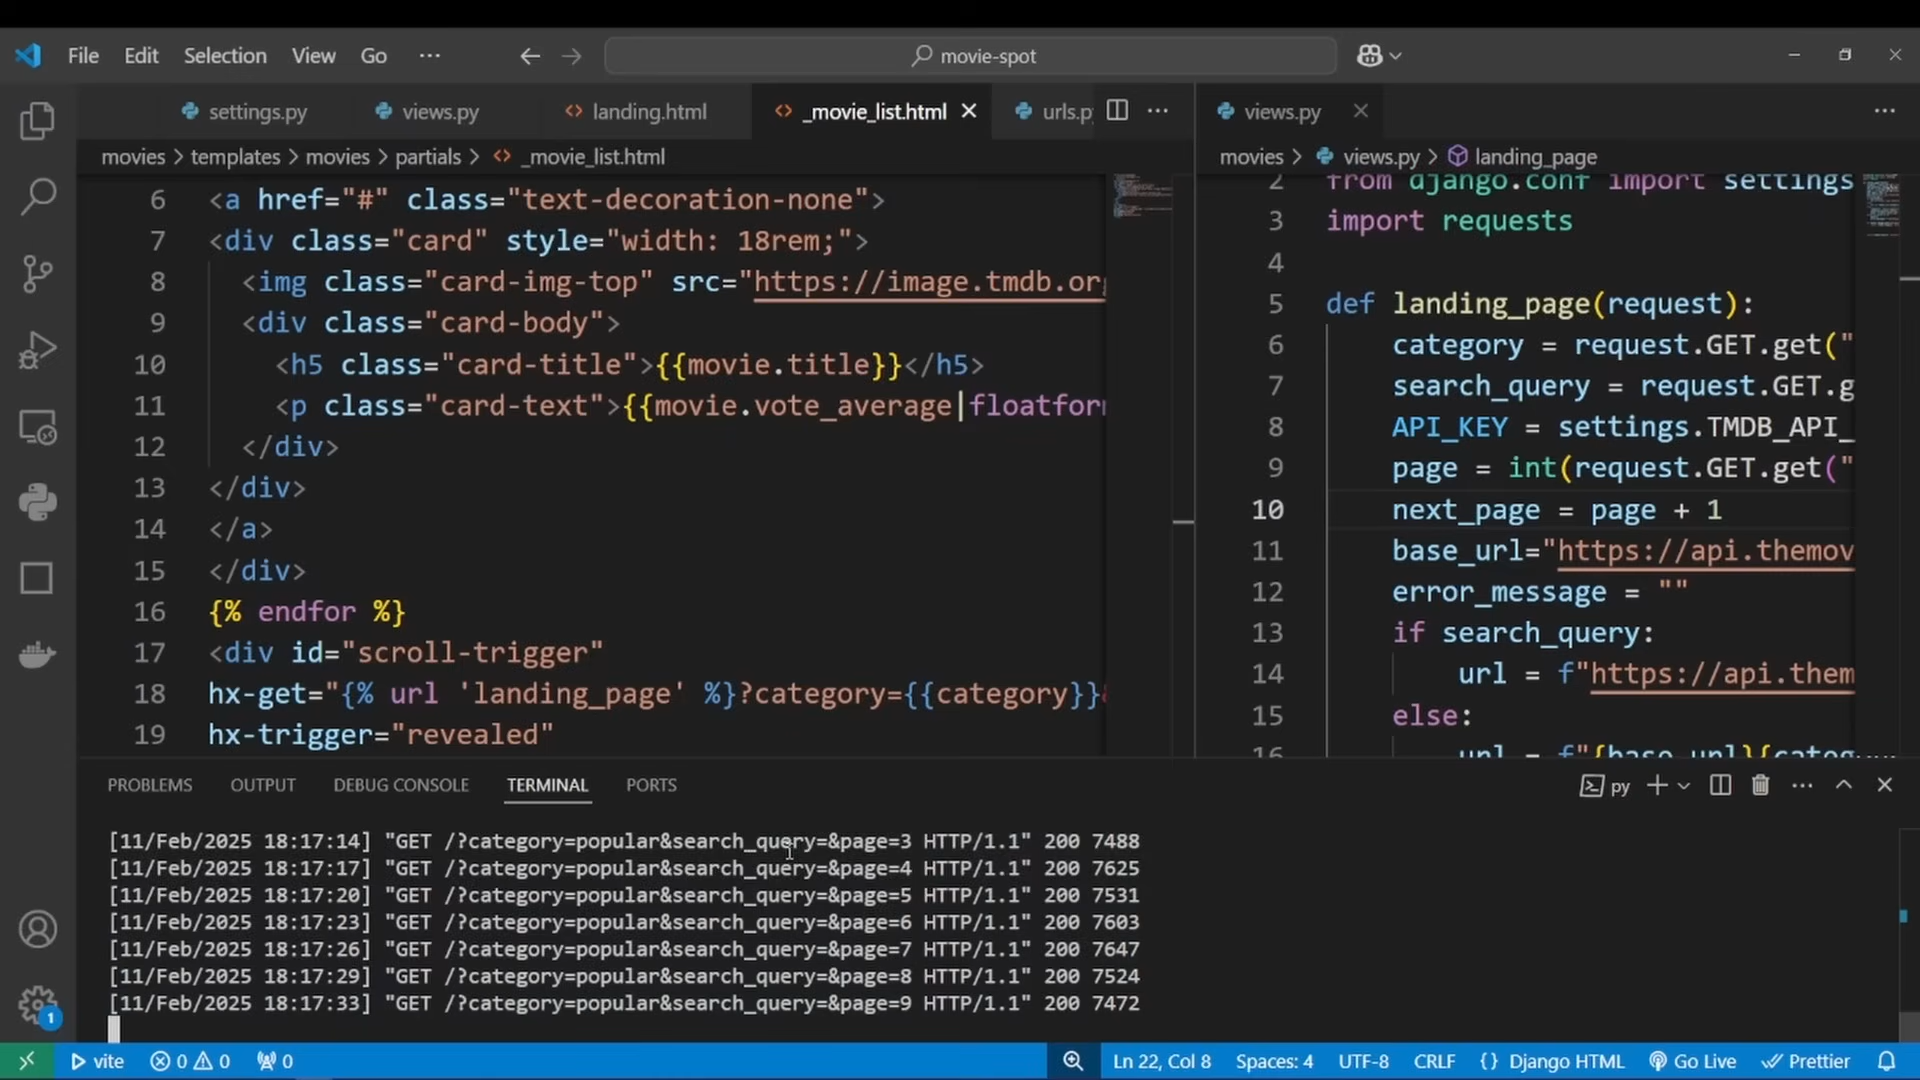 File Edit Selection View Go ··· movie-spot
settings.py views.py landing.html _movie_list.html urls.p
movies > templates > movies > partials > _movie_list.html
6 <a href="#" class="text-decoration-none">
7 <div class="card" style="width: 18rem;">
8 <img class="card-img-top" src="https://image.tmdb.or
9 <div class="card-body">
10 <h5 class="card-title">{{movie.title}}</h5>
11 <p class="card-text">{{movie.vote_average|floatfor
12 </div>
13 </div>
14 </a>
15 </div>
16 {% endfor %}
17 <div id="scroll-trigger"
18 hx-get="{% url 'landing_page' %}?category={{category}}
19 hx-trigger="revealed"
views.py
movies > views.py > landing_page
2 from django.conf import settings
3 import requests
4
5 def landing_page(request):
6 category = request.GET.get("
7 search_query = request.GET.g
8 API_KEY = settings.TMDB_API_
9 page = int(request.GET.get("
10 next_page = page + 1
11 base_url="https://api.themov
12 error_message = ""
13 if search_query:
14 url = f"https://api.them
15 else:
16 url = f"{base_url}{categ
PROBLEMS OUTPUT DEBUG CONSOLE TERMINAL PORTS py
[11/Feb/2025 18:17:14] "GET /?category=popular&search_query=&page=3 HTTP/1.1" 200 7488
[11/Feb/2025 18:17:17] "GET /?category=popular&search_query=&page=4 HTTP/1.1" 200 7625
[11/Feb/2025 18:17:20] "GET /?category=popular&search_query=&page=5 HTTP/1.1" 200 7531
[11/Feb/2025 18:17:23] "GET /?category=popular&search_query=&page=6 HTTP/1.1" 200 7603
[11/Feb/2025 18:17:26] "GET /?category=popular&search_query=&page=7 HTTP/1.1" 200 7647
[11/Feb/2025 18:17:29] "GET /?category=popular&search_query=&page=8 HTTP/1.1" 200 7524
[11/Feb/2025 18:17:33] "GET /?category=popular&search_query=&page=9 HTTP/1.1" 200 7472
1
vite 0 0 0 Ln 22, Col 8 Spaces: 4 UTF-8 CRLF {} Django HTML Go Live Prettier